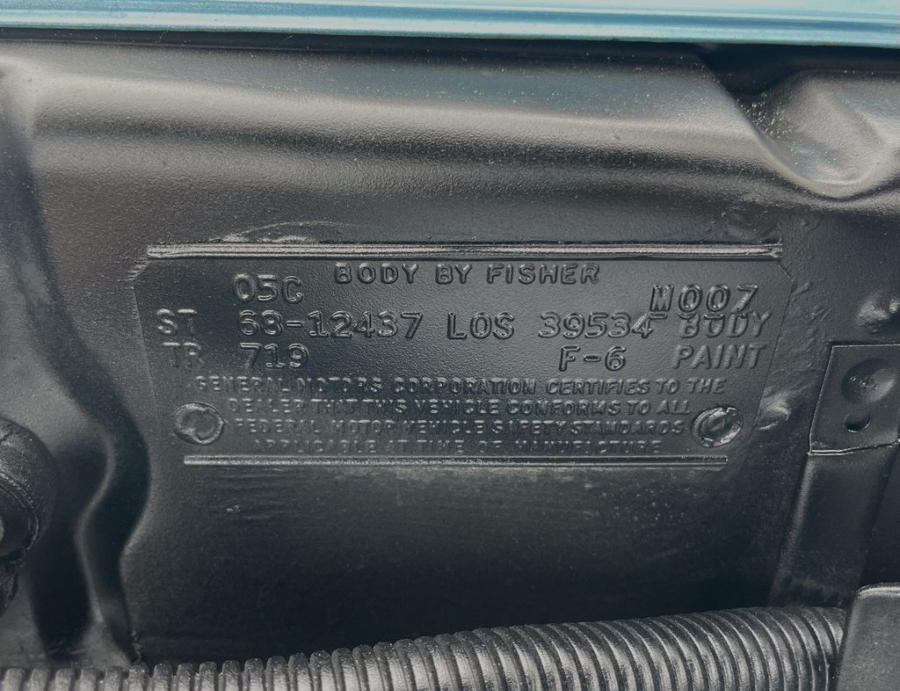 BODY BY FISHER
05C M007
ST 68-12437 LOS 39534 BODY
TR 719 F-6 PAINT
GENERAL MOTORS CORPORATION CERTIFIES TO THE
DEALER THAT THIS VEHICLE CONFORMS TO ALL
FEDERAL MOTOR VEHICLE SAFETY STANDARDS
APPLICABLE AT TIME OF MANUFACTURE